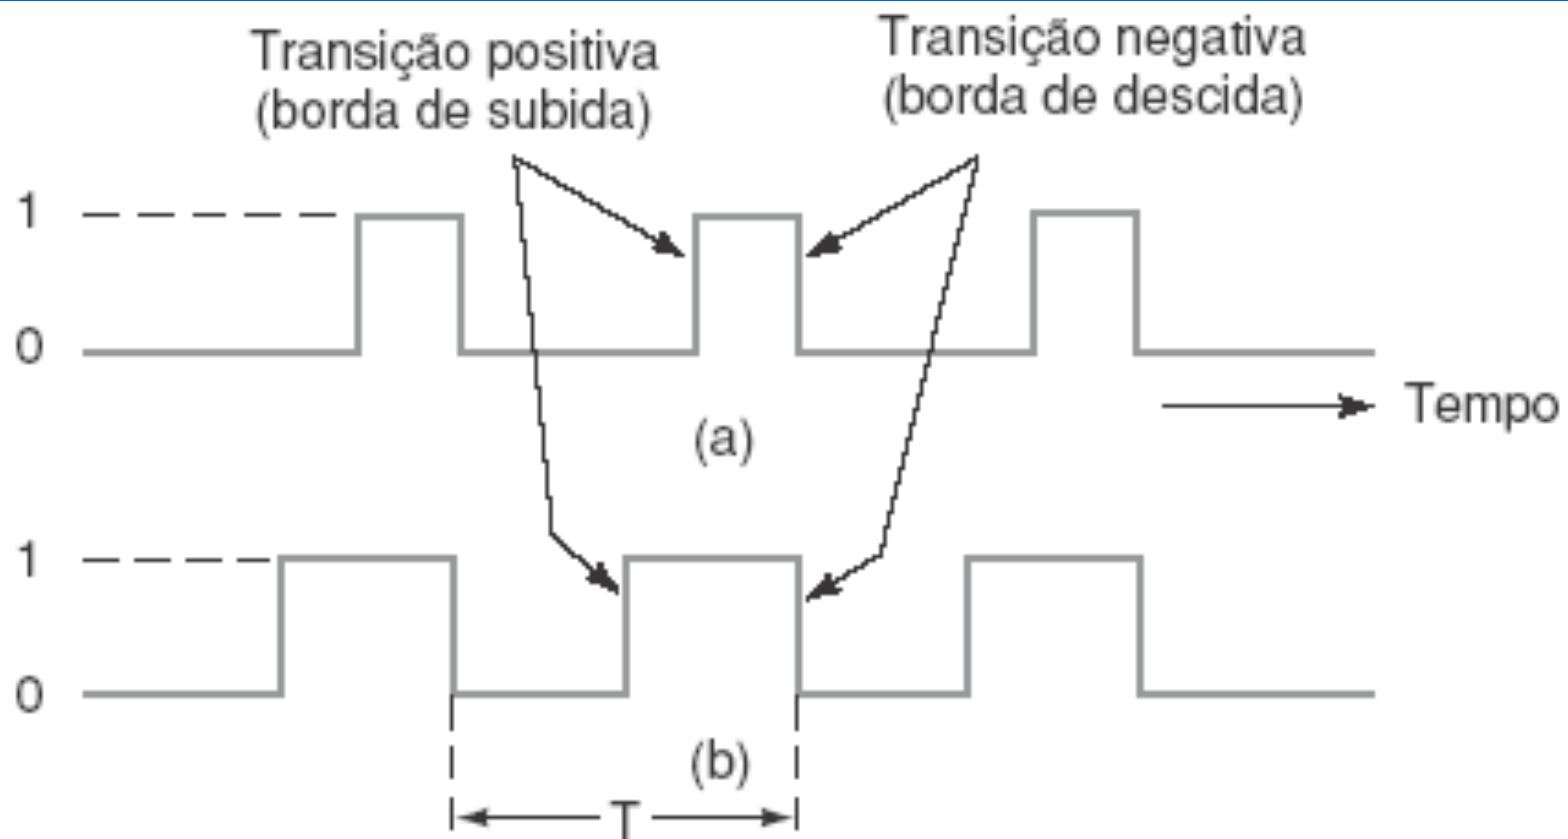 Transição positiva
(borda de subida)
Transição negativa
(borda de descida)
1
0
Tempo
(a)
1
0
(b)
T